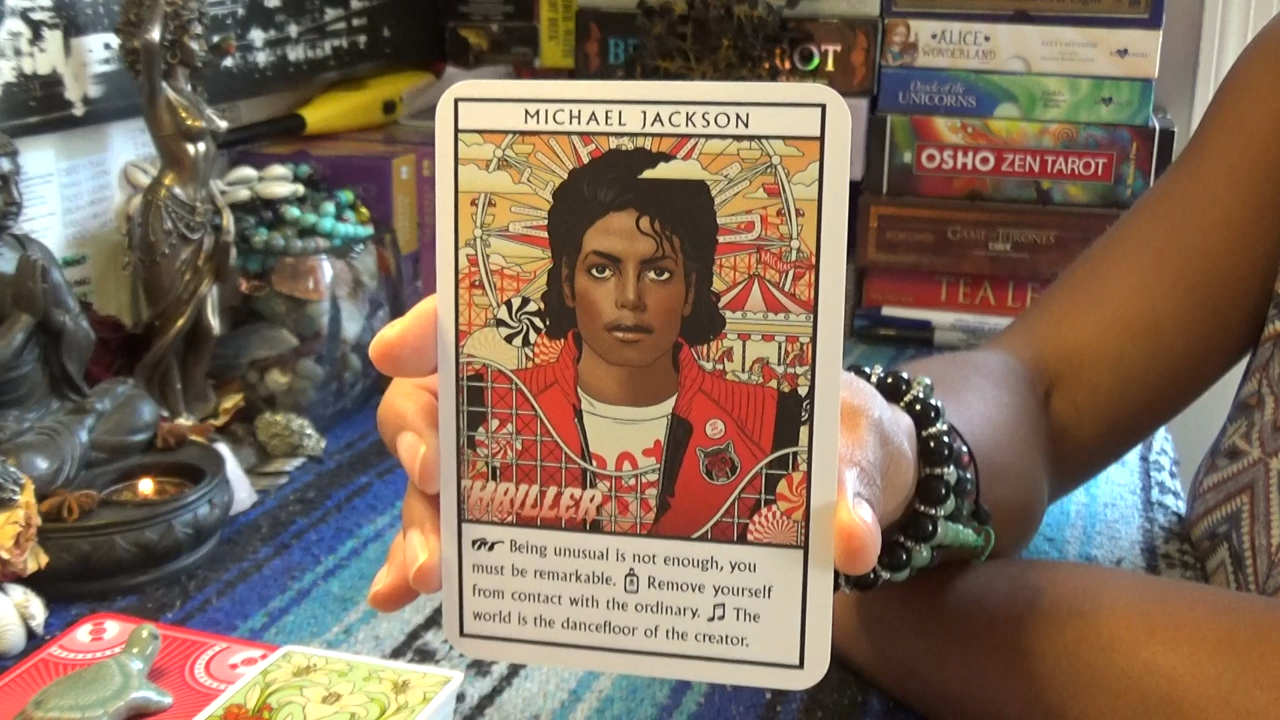 MICHAEL JACKSON
MICHAEL
THRILLER
Being unusual is not enough, you
must be remarkable. Remove yourself
from contact with the ordinary. The
world is the dancefloor of the creator.
ALICE
WONDERLAND
Oracle of the
UNICORNS
OSHO ZEN TAROT
GAME OF THRONES
TEA LE